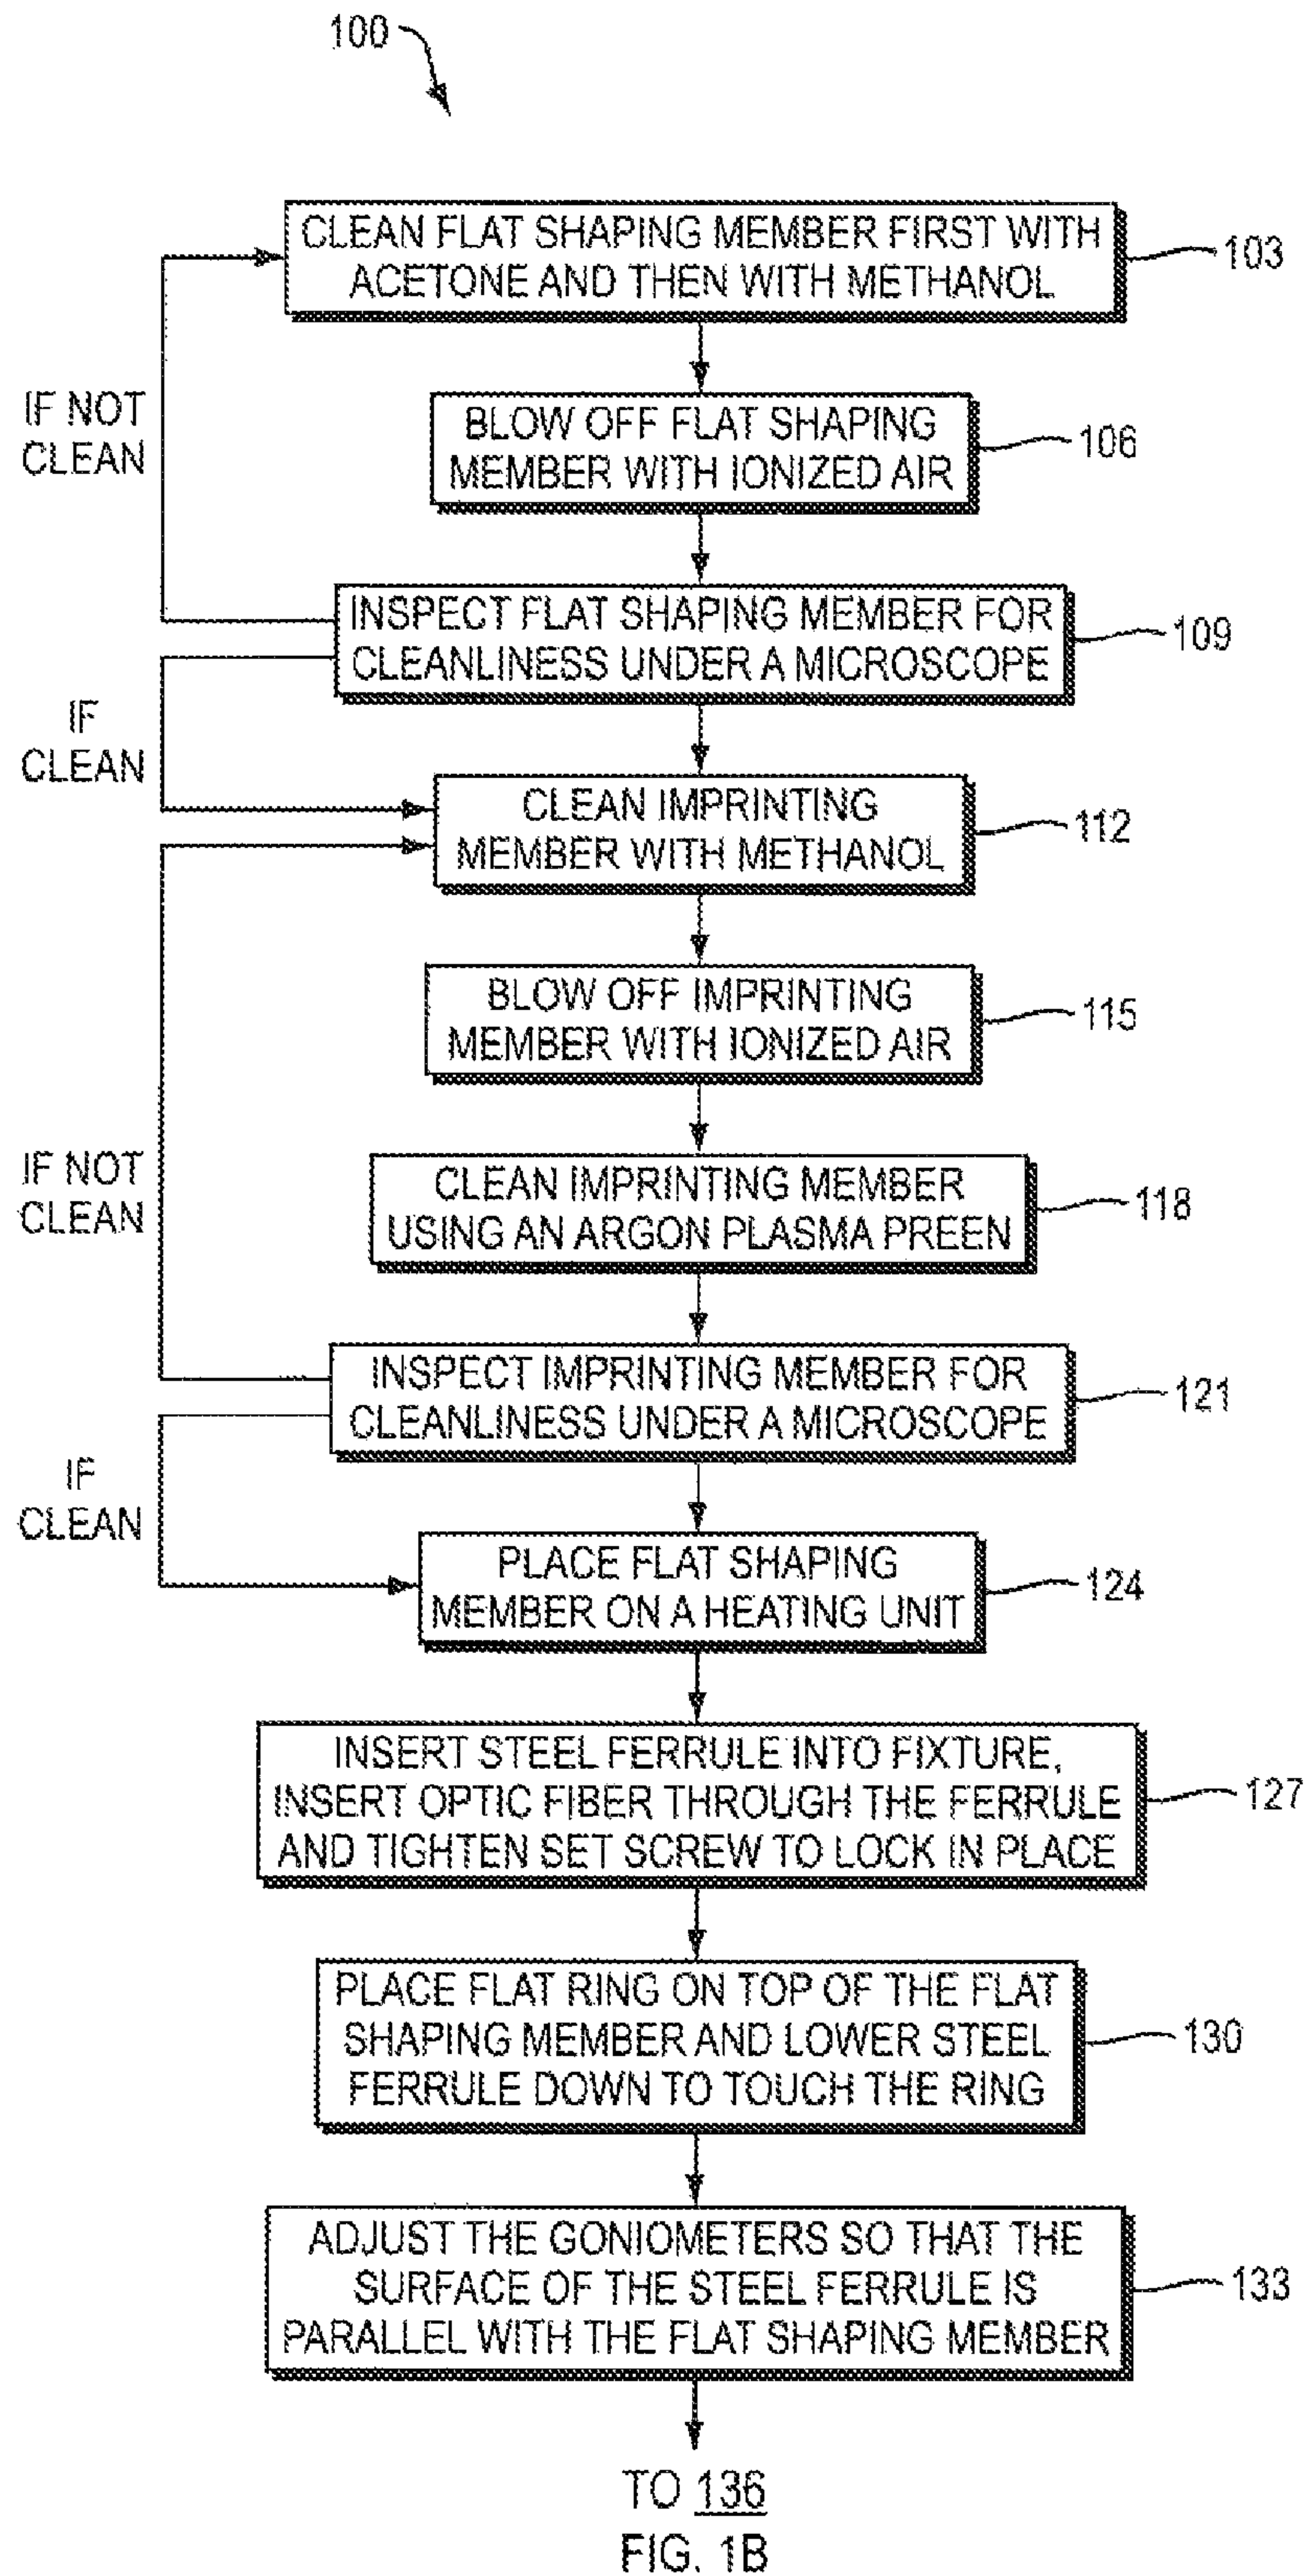 100
CLEAN FLAT SHAPING MEMBER FIRST WITH
ACETONE AND THEN WITH METHANOL
103
IF NOT
CLEAN
BLOW OFF FLAT SHAPING
MEMBER WITH IONIZED AIR
106
INSPECT FLAT SHAPING MEMBER FOR
CLEANLINESS UNDER A MICROSCOPE
109
IF
CLEAN
CLEAN IMPRINTING
MEMBER WITH METHANOL
112
BLOW OFF IMPRINTING
MEMBER WITH IONIZED AIR
115
IF NOT
CLEAN
CLEAN IMPRINTING MEMBER
USING AN ARGON PLASMA PREEN
118
INSPECT IMPRINTING MEMBER FOR
CLEANLINESS UNDER A MICROSCOPE
121
IF
CLEAN
PLACE FLAT SHAPING
MEMBER ON A HEATING UNIT
124
INSERT STEEL FERRULE INTO FIXTURE,
INSERT OPTIC FIBER THROUGH THE FERRULE
AND TIGHTEN SET SCREW TO LOCK IN PLACE
127
PLACE FLAT RING ON TOP OF THE FLAT
SHAPING MEMBER AND LOWER STEEL
FERRULE DOWN TO TOUCH THE RING
130
ADJUST THE GONIOMETERS SO THAT THE
SURFACE OF THE STEEL FERRULE IS
PARALLEL WITH THE FLAT SHAPING MEMBER
133
TO 136
FIG. 1B